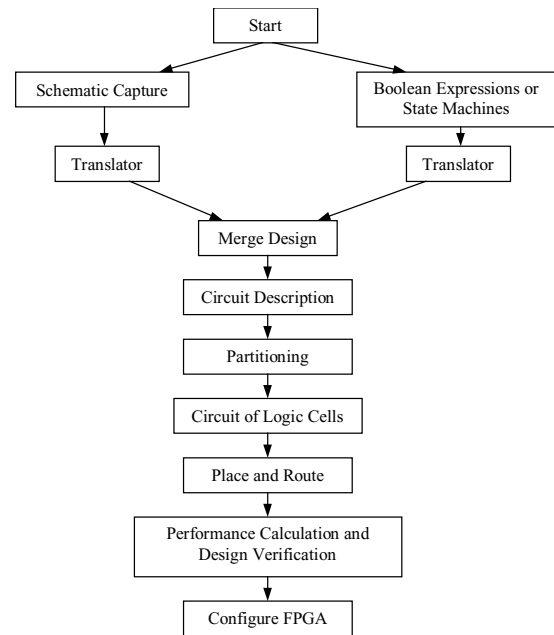 Start
Schematic Capture
Boolean Expressions or
State Machines
Translator
Translator
Merge Design
Circuit Description
Partitioning
Circuit of Logic Cells
Place and Route
Performance Calculation and
Design Verification
Configure FPGA